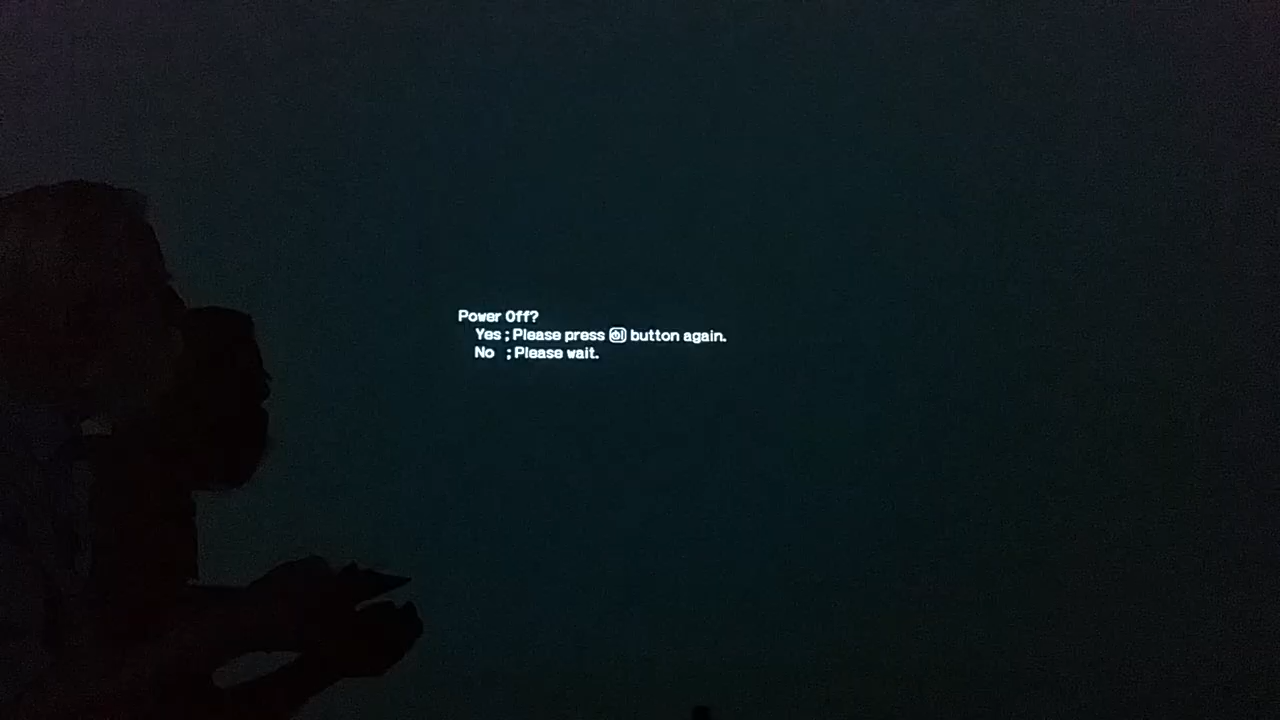 Power Off?
Yes ; Please press button again.
No ; Please wait.